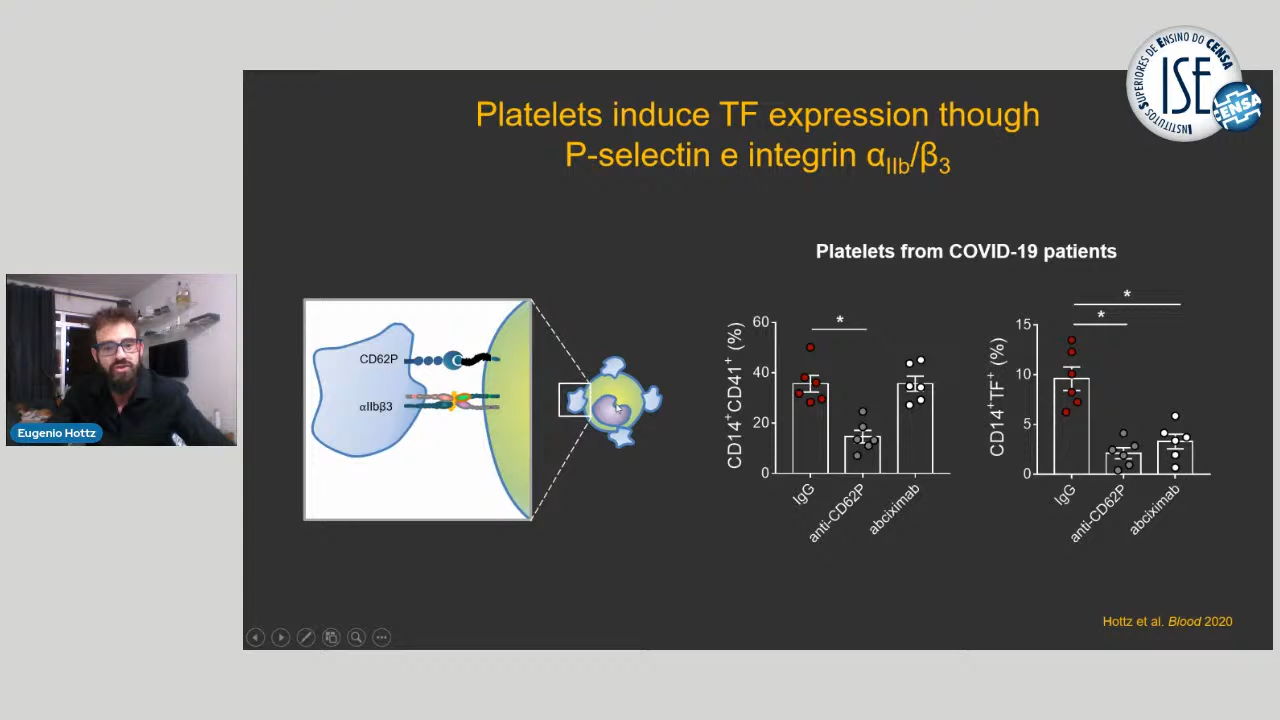 INSTITUTOS SUPERIORES DE ENSINO DO CENSA
ISE
CENSA
Platelets induce TF expression though
P-selectin e integrin αIIb/β3
Platelets from COVID-19 patients
CD62P
αIIbβ3
Eugenio Hottz
CD14+CD41+ (%)
60
40
20
0
*
IgG
anti-CD62P
abciximab
CD14+TF+ (%)
15
10
5
0
*
*
IgG
anti-CD62P
abciximab
Hottz et al. Blood 2020